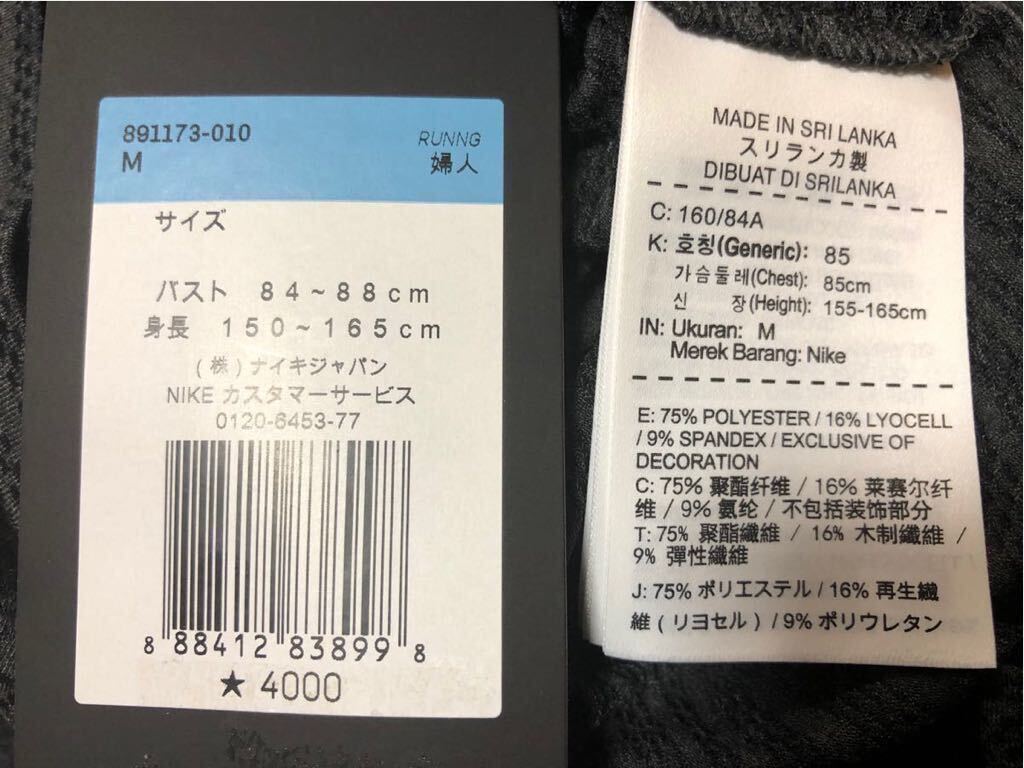 891173-010
RUNNG
M
婦人
サイズ
バスト 84~88cm
身長 150~165cm
(株)ナイキジャパン
NIKE カスタマーサービス
0120-6453-77
8 88412 83899 8
★ 4000
MADE IN SRI LANKA
スリランカ製
DIBUAT DI SRILANKA
C: 160/84A
K: 호칭(Generic): 85
가슴둘레(Chest): 85cm
신 장(Height): 155-165cm
IN: Ukuran: M
Merek Barang: Nike
E: 75% POLYESTER / 16% LYOCELL
/ 9% SPANDEX / EXCLUSIVE OF
DECORATION
C: 75% 聚酯纤维 / 16% 莱赛尔纤
维 / 9% 氨纶 / 不包括装饰部分
T: 75% 聚酯纖維 / 16% 木制纖維 /
9% 彈性纖維
J: 75% ポリエステル / 16% 再生繊
維 ( リヨセル ) / 9% ポリウレタン